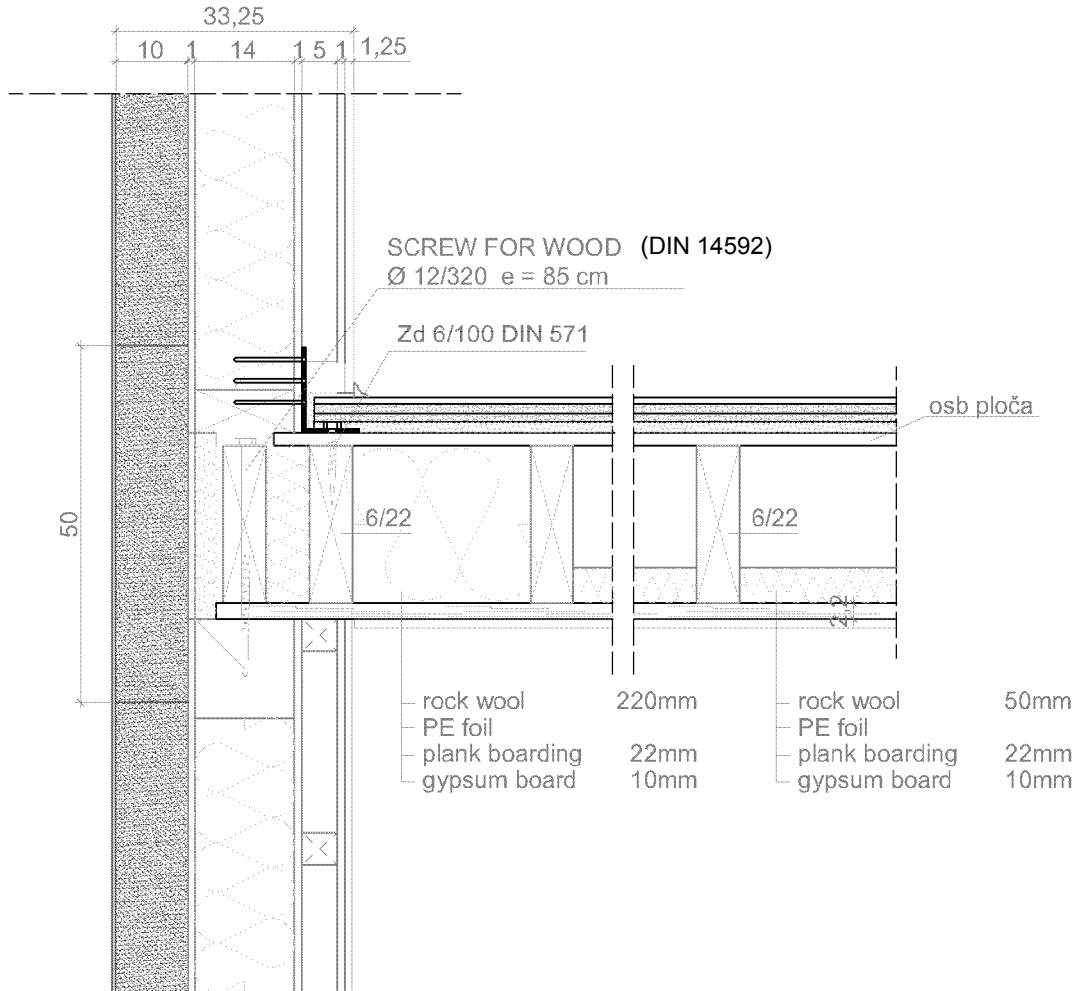 33,25
10 1 14 1 5 1 1,25
SCREW FOR WOOD (DIN 14592)
Ø 12/320 e = 85 cm
Zd 6/100 DIN 571
osb ploča
50
6/22
6/22
2,2
rock wool 220mm
PE foil
plank boarding 22mm
gypsum board 10mm
rock wool 50mm
PE foil
plank boarding 22mm
gypsum board 10mm